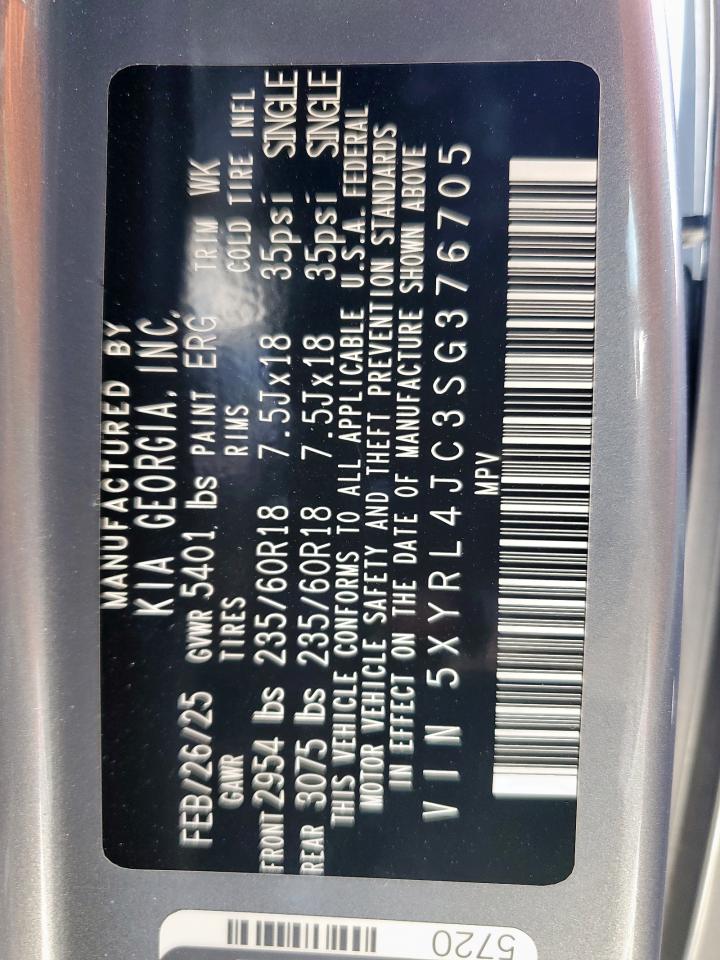 MANUFACTURED BY
KIA GEORGIA, INC.
FEB/26/25 GVWR 5401 lbs PAINT ERG TRIM WK
GAWR TIRES RIMS COLD TIRE INFL
FRONT 2954 lbs 235/60R18 7.5Jx18 35psi SINGLE
REAR 3075 lbs 235/60R18 7.5Jx18 35psi SINGLE
THIS VEHICLE CONFORMS TO ALL APPLICABLE U.S.A. FEDERAL
MOTOR VEHICLE SAFETY AND THEFT PREVENTION STANDARDS
IN EFFECT ON THE DATE OF MANUFACTURE SHOWN ABOVE
VIN 5XYRL4JC3SG376705
MPV
5720